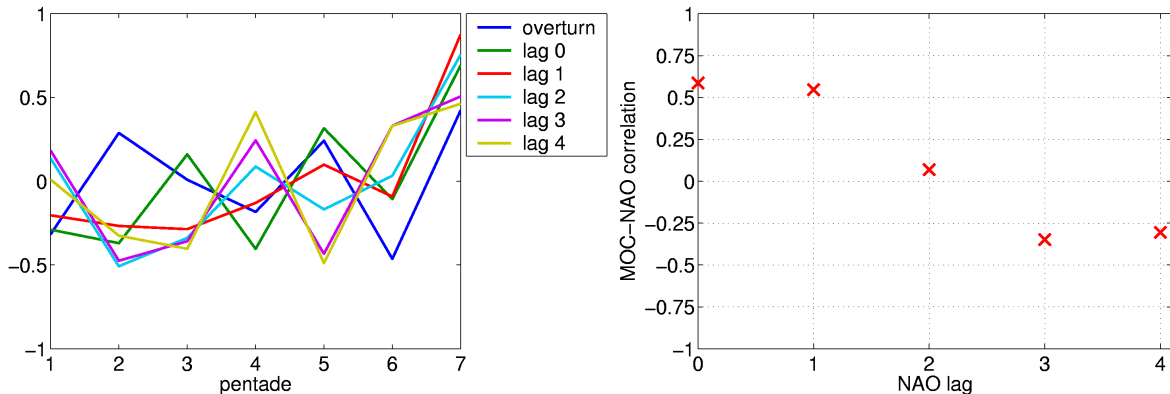 1
0.5
0
−0.5
−1
1 2 3 4 5 6 7
pentade
overturn
lag 0
lag 1
lag 2
lag 3
lag 4
MOC−NAO correlation
1
0.75
0.5
0.25
0
−0.25
−0.5
−0.75
−1
0 1 2 3 4
NAO lag